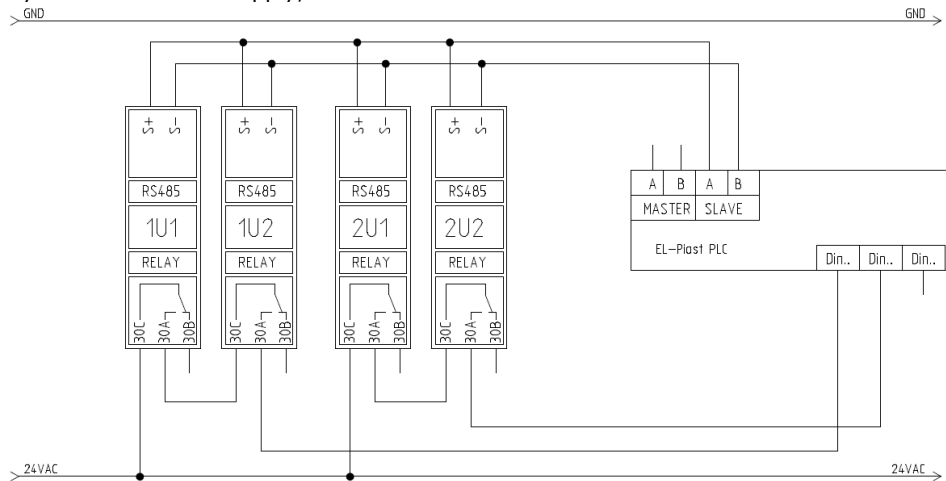 GND GND
S+ S- S+ S- S+ S- S+ S-
RS485 RS485 RS485 RS485
A B A B
MASTER SLAVE
1U1 1U2 2U1 2U2
EL-Piast PLC
RELAY RELAY RELAY RELAY
Din.. Din.. Din..
30C 30A 30B 30C 30A 30B 30C 30A 30B 30C 30A 30B
24VAC 24VAC